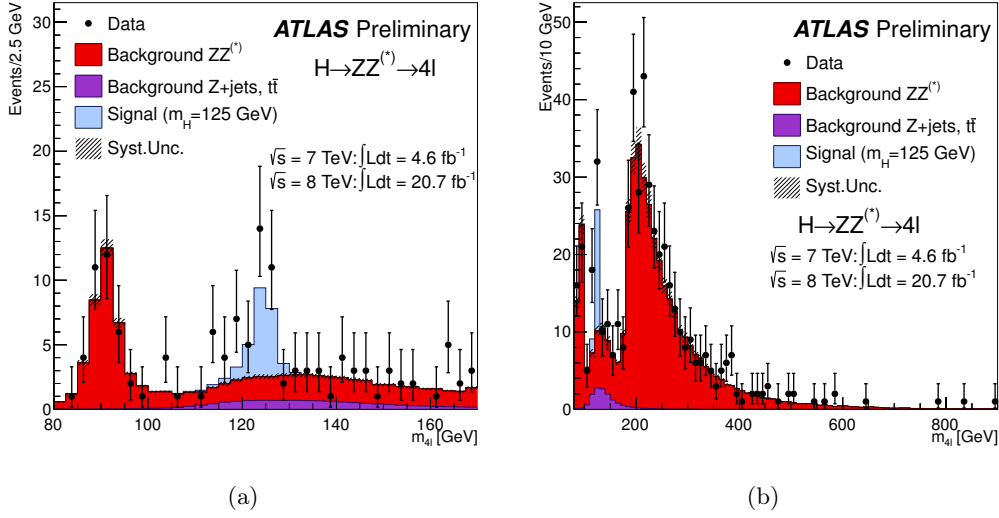 Events/2.5 GeV
30
25
20
15
10
5
0
80
100
120
140
160
m4l [GeV]
Data
Background ZZ(*)
Background Z+jets, tt̄
Signal (mH=125 GeV)
Syst.Unc.
ATLAS Preliminary
H→ZZ(*)→4l
√s = 7 TeV:∫Ldt = 4.6 fb-1
√s = 8 TeV:∫Ldt = 20.7 fb-1
(a)
Events/10 GeV
50
40
30
20
10
0
200
400
600
800
m4l [GeV]
ATLAS Preliminary
Data
Background ZZ(*)
Background Z+jets, tt̄
Signal (mH=125 GeV)
Syst.Unc.
H→ZZ(*)→4l
√s = 7 TeV:∫Ldt = 4.6 fb-1
√s = 8 TeV:∫Ldt = 20.7 fb-1
(b)